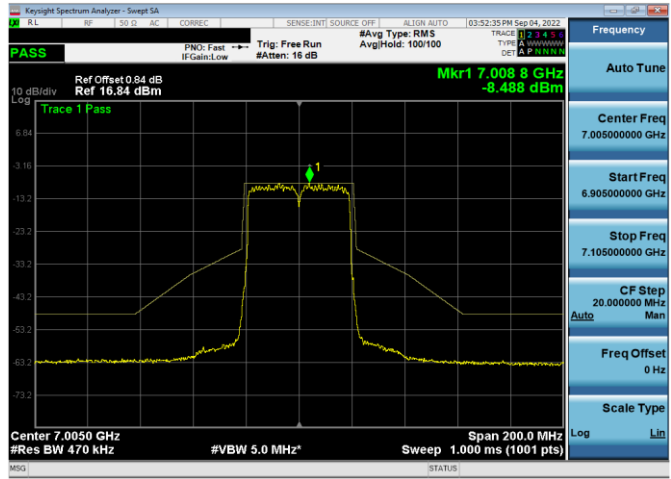 Keysight Spectrum Analyzer - Swept SA
RL RF 50 Ω AC CORREC SENSE:INT SOURCE OFF ALIGN AUTO 03:52:35 PM Sep 04, 2022
PASS
PNO: Fast
IFGain:Low
Trig: Free Run
#Atten: 16 dB
#Avg Type: RMS
Avg|Hold: 100/100
TRACE 1 2 3 4 5 6
TYPE A WWWWW
DET A P N N N N
Ref Offset 0.84 dB
10 dB/div Ref 16.84 dBm
Mkr1 7.008 8 GHz
-8.488 dBm
Log
Trace 1 Pass
6.84
-3.16
1
-13.2
-23.2
-33.2
-43.2
-53.2
-63.2
-73.2
Center 7.0050 GHz Span 200.0 MHz
#Res BW 470 kHz #VBW 5.0 MHz* Sweep 1.000 ms (1001 pts)
MSG STATUS
Frequency
Auto Tune
Center Freq
7.005000000 GHz
Start Freq
6.905000000 GHz
Stop Freq
7.105000000 GHz
CF Step
20.000000 MHz
Auto Man
Freq Offset
0 Hz
Scale Type
Log Lin